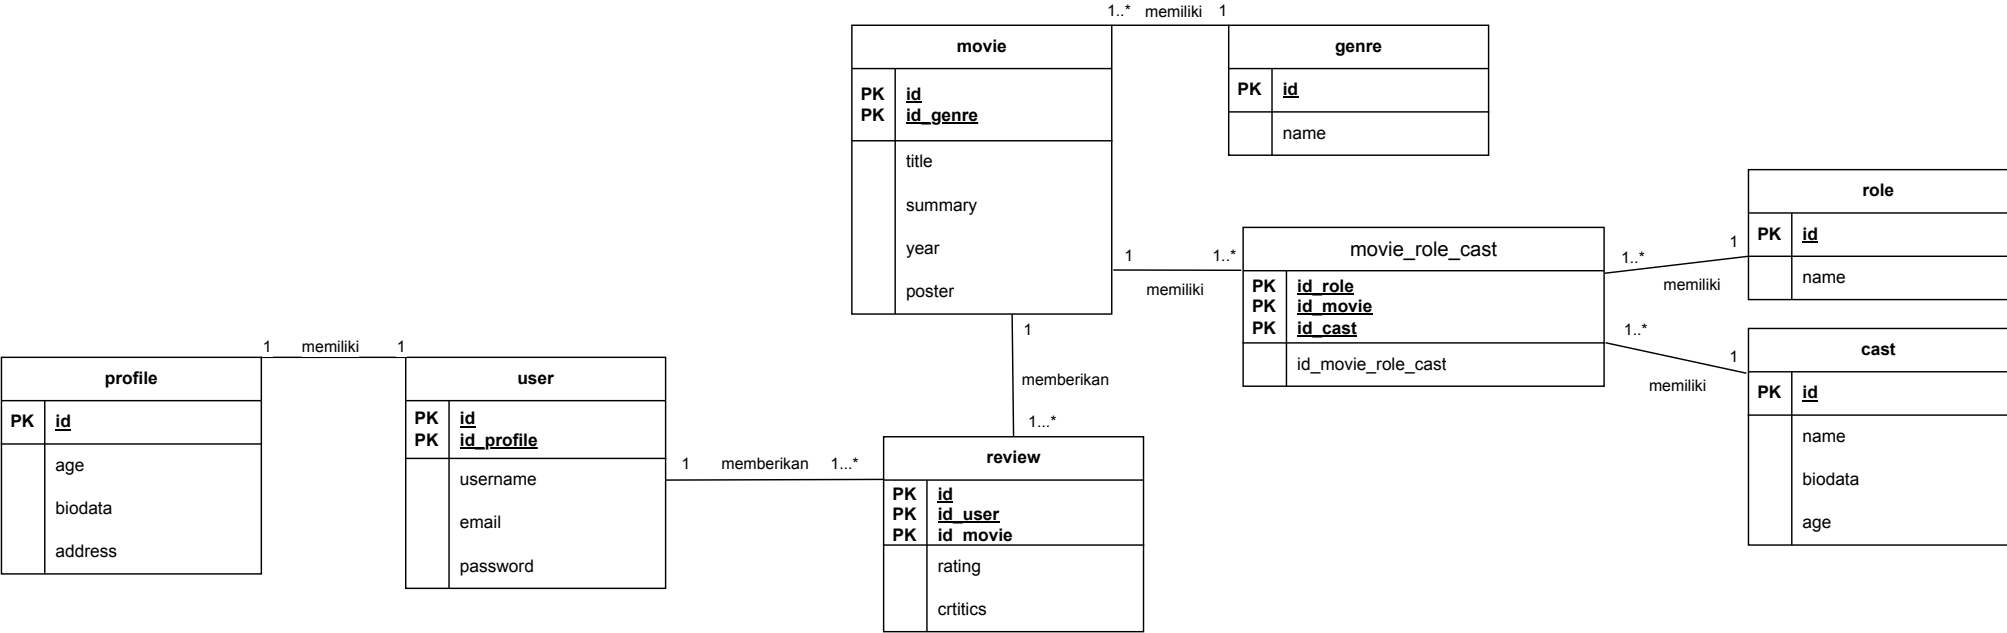 1..* memiliki 1
movie
PK id
PK id_genre
title
summary
year
poster
genre
PK id
name
role
PK id
name
1 1..*
memiliki
movie_role_cast
PK id_role
PK id_movie
PK id_cast
id_movie_role_cast
1..* 1
memiliki
1..* 1
memiliki
cast
PK id
name
biodata
age
1
memberikan
1...*
1 memiliki 1
profile
PK id
age
biodata
address
user
PK id
PK id_profile
username
email
password
1 memberikan 1...*
review
PK id
PK id_user
PK id_movie
rating
crtitics